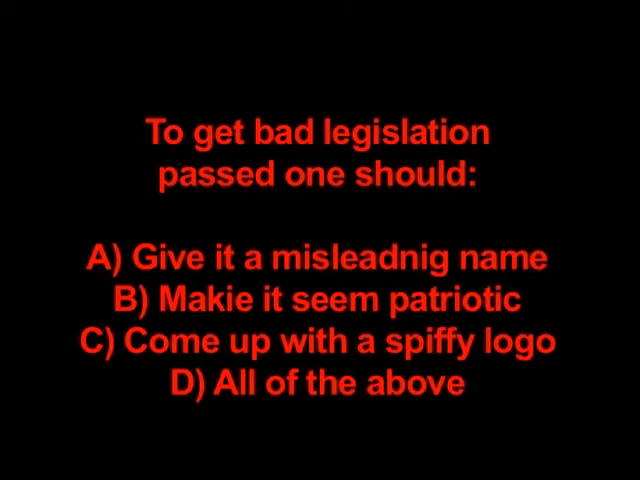 To get bad legislation
passed one should:
A) Give it a misleadnig name
B) Makie it seem patriotic
C) Come up with a spiffy logo
D) All of the above